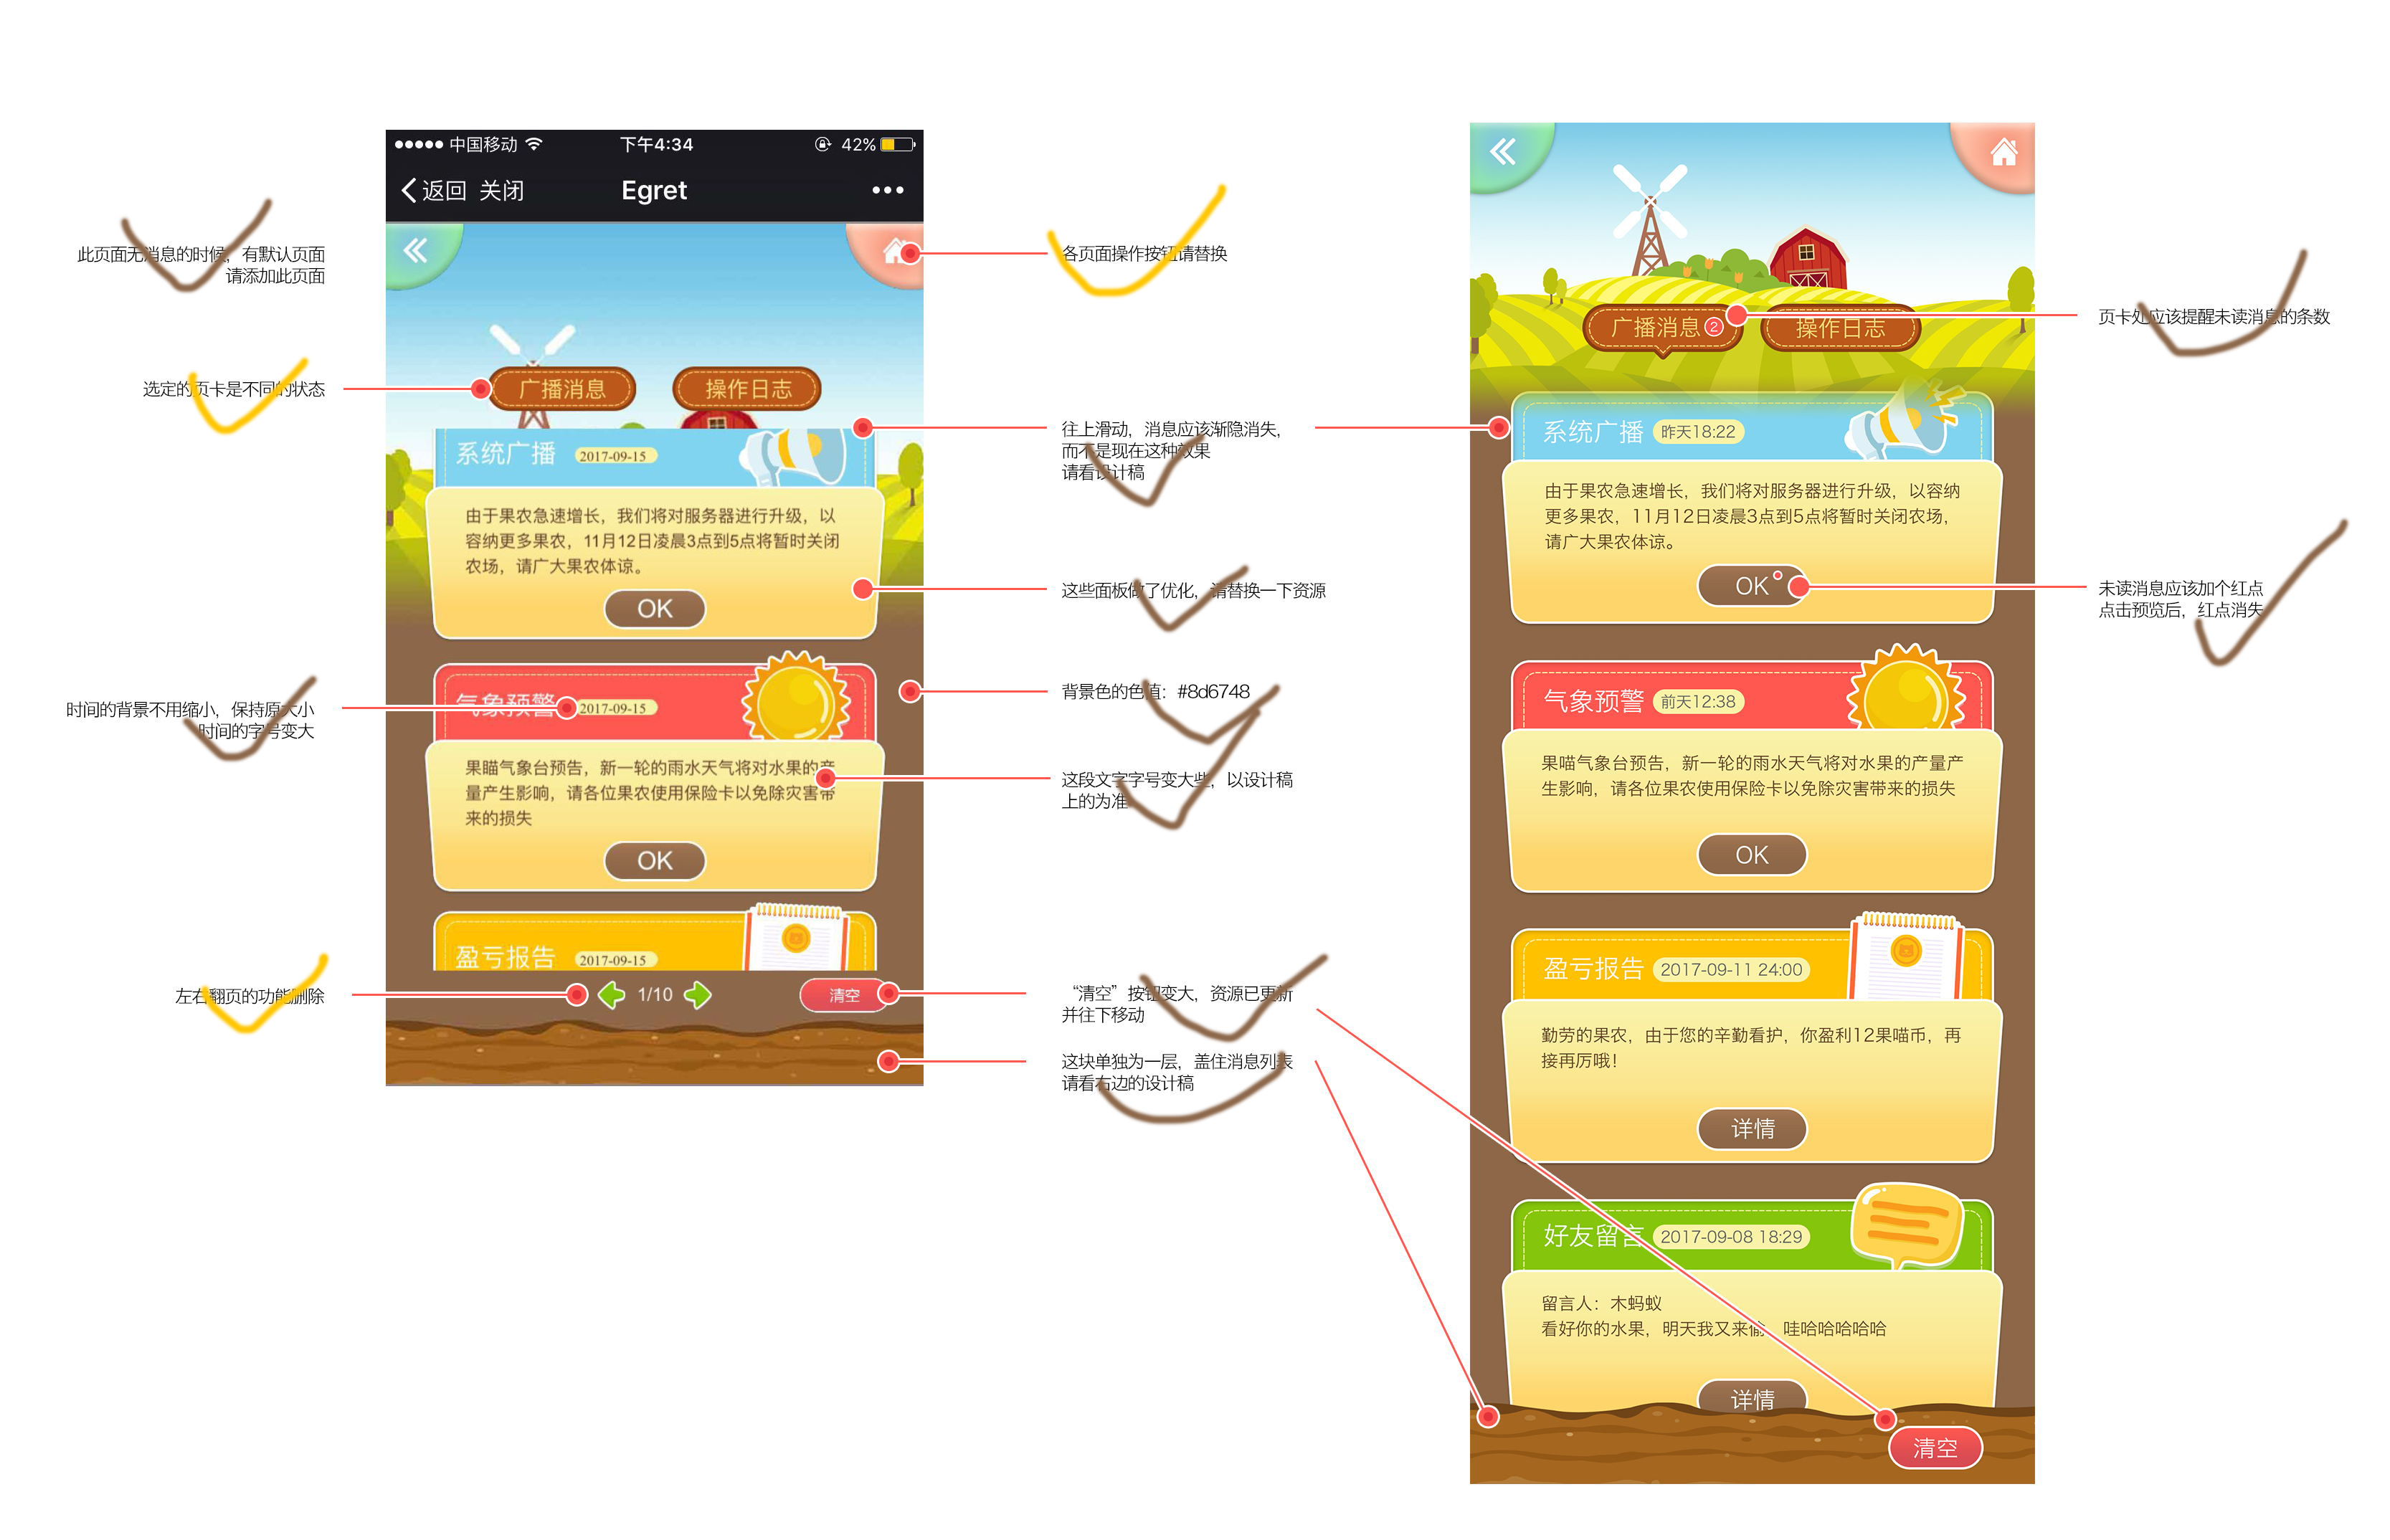 中国移动
下午4:34
42%
返回 关闭
Egret
此页面无消息的时候，有默认页面
请添加此页面
选定的页卡是不同的状态
时间的背景不用缩小，保持原大小
时间的字号变大
左右翻页的功能删除
广播消息
操作日志
系统广播
2017-09-15
由于果农急速增长，我们将对服务器进行升级，以
容纳更多果农，11月12日凌晨3点到5点将暂时关闭
农场，请广大果农体谅。
OK
气象预警
2017-09-15
果瞄气象台预告，新一轮的雨水天气将对水果的产
量产生影响，请各位果农使用保险卡以免除灾害带
来的损失
OK
盈亏报告
2017-09-15
1/10
清空
各页面操作按钮请替换
往上滑动，消息应该渐隐消失，
而不是现在这种效果
请看设计稿
这些面板做了优化，请替换一下资源
背景色的色值：#8d6748
这段文字字号变大些，以设计稿
上的为准
“清空”按钮变大，资源已更新
并往下移动
这块单独为一层，盖住消息列表
请看右边的设计稿
广播消息
2
操作日志
系统广播
昨天18:22
由于果农急速增长，我们将对服务器进行升级，以容纳
更多果农，11月12日凌晨3点到5点将暂时关闭农场，
请广大果农体谅。
OK
气象预警
前天12:38
果喵气象台预告，新一轮的雨水天气将对水果的产量产
生影响，请各位果农使用保险卡以免除灾害带来的损失
OK
盈亏报告
2017-09-11 24:00
勤劳的果农，由于您的辛勤看护，你盈利12果喵币，再
接再厉哦！
详情
好友留言
2017-09-08 18:29
留言人：木蚂蚁
看好你的水果，明天我又来偷，哇哈哈哈哈哈
详情
清空
页卡处应该提醒未读消息的条数
未读消息应该加个红点
点击预览后，红点消失